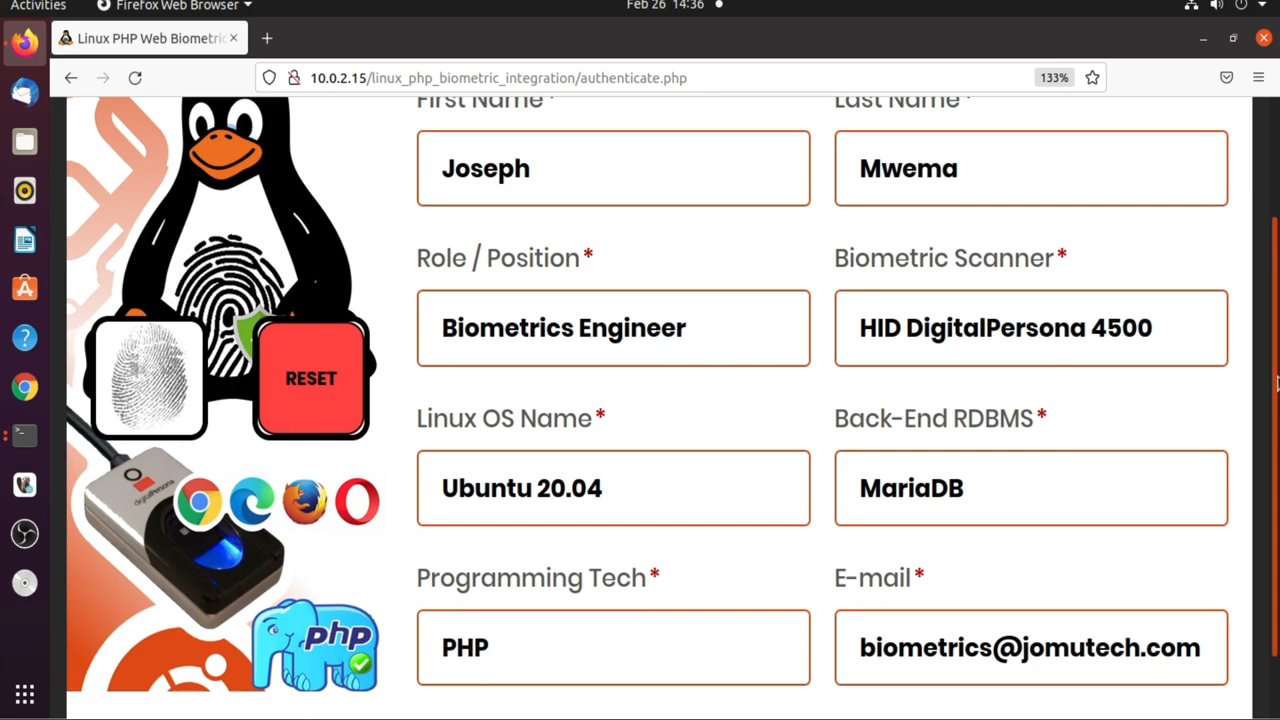 Activities
Firefox Web Browser
Feb 26 14:36
Linux PHP Web Biometric
10.0.2.15/linux_php_biometric_integration/authenticate.php
133%
First Name *
Last Name *
Joseph
Mwema
Role / Position *
Biometric Scanner *
Biometrics Engineer
HID DigitalPersona 4500
RESET
Linux OS Name *
Back-End RDBMS *
Ubuntu 20.04
MariaDB
digitalPersona
Programming Tech *
E-mail *
php
PHP
biometrics@jomutech.com